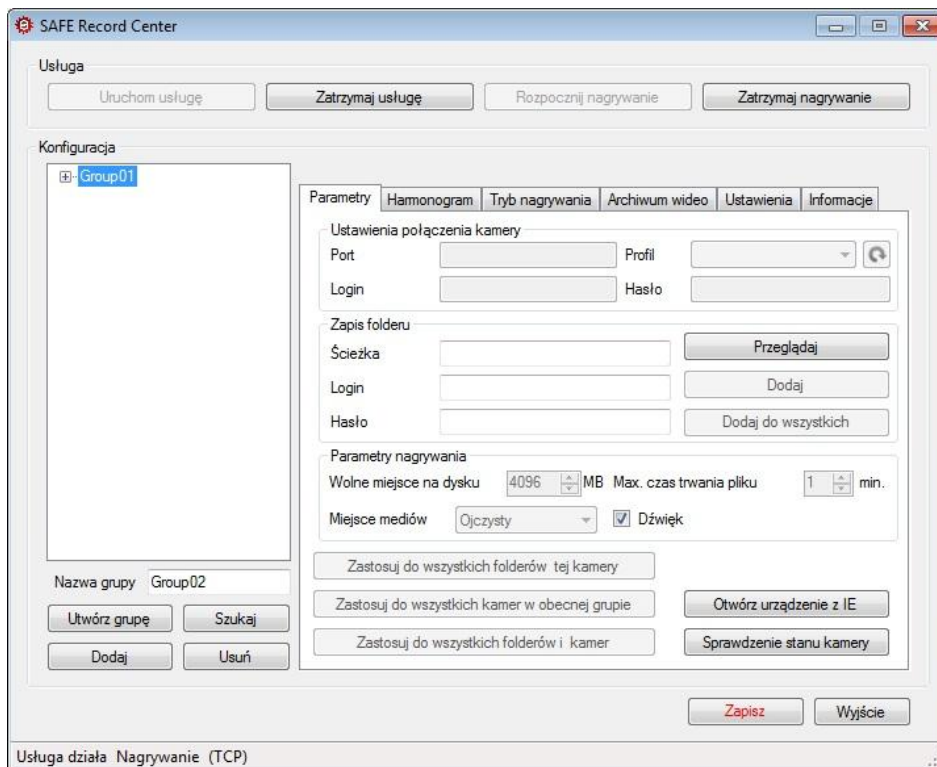 SAFE Record Center
Usługa
Uruchom usługę Zatrzymaj usługę Rozpocznij nagrywanie Zatrzymaj nagrywanie
Konfiguracja
Group01
Parametry Harmonogram Tryb nagrywania Archiwum wideo Ustawienia Informacje
Ustawienia połączenia kamery
Port Profil
Login Hasło
Zapis folderu
Ścieżka Przeglądaj
Login Dodaj
Hasło Dodaj do wszystkich
Parametry nagrywania
Wolne miejsce na dysku 4096 MB Max. czas trwania pliku 1 min.
Miejsce mediów Ojczysty Dźwięk
Zastosuj do wszystkich folderów tej kamery
Nazwa grupy Group02
Zastosuj do wszystkich kamer w obecnej grupie Otwórz urządzenie z IE
Utwórz grupę Szukaj
Zastosuj do wszystkich folderów i kamer Sprawdzenie stanu kamery
Dodaj Usuń
Zapisz Wyjście
Usługa działa Nagrywanie (TCP)